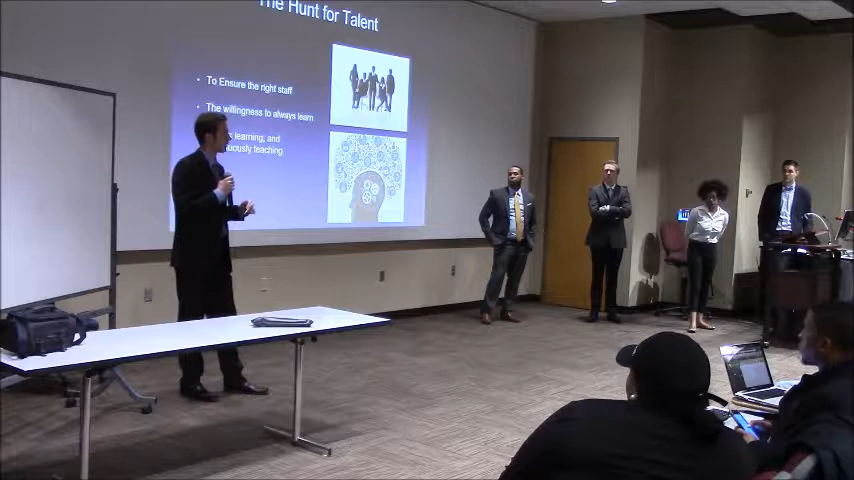 The Hunt for Talent
To Ensure the right staff
The willingness to always learn
learning, and
teaching